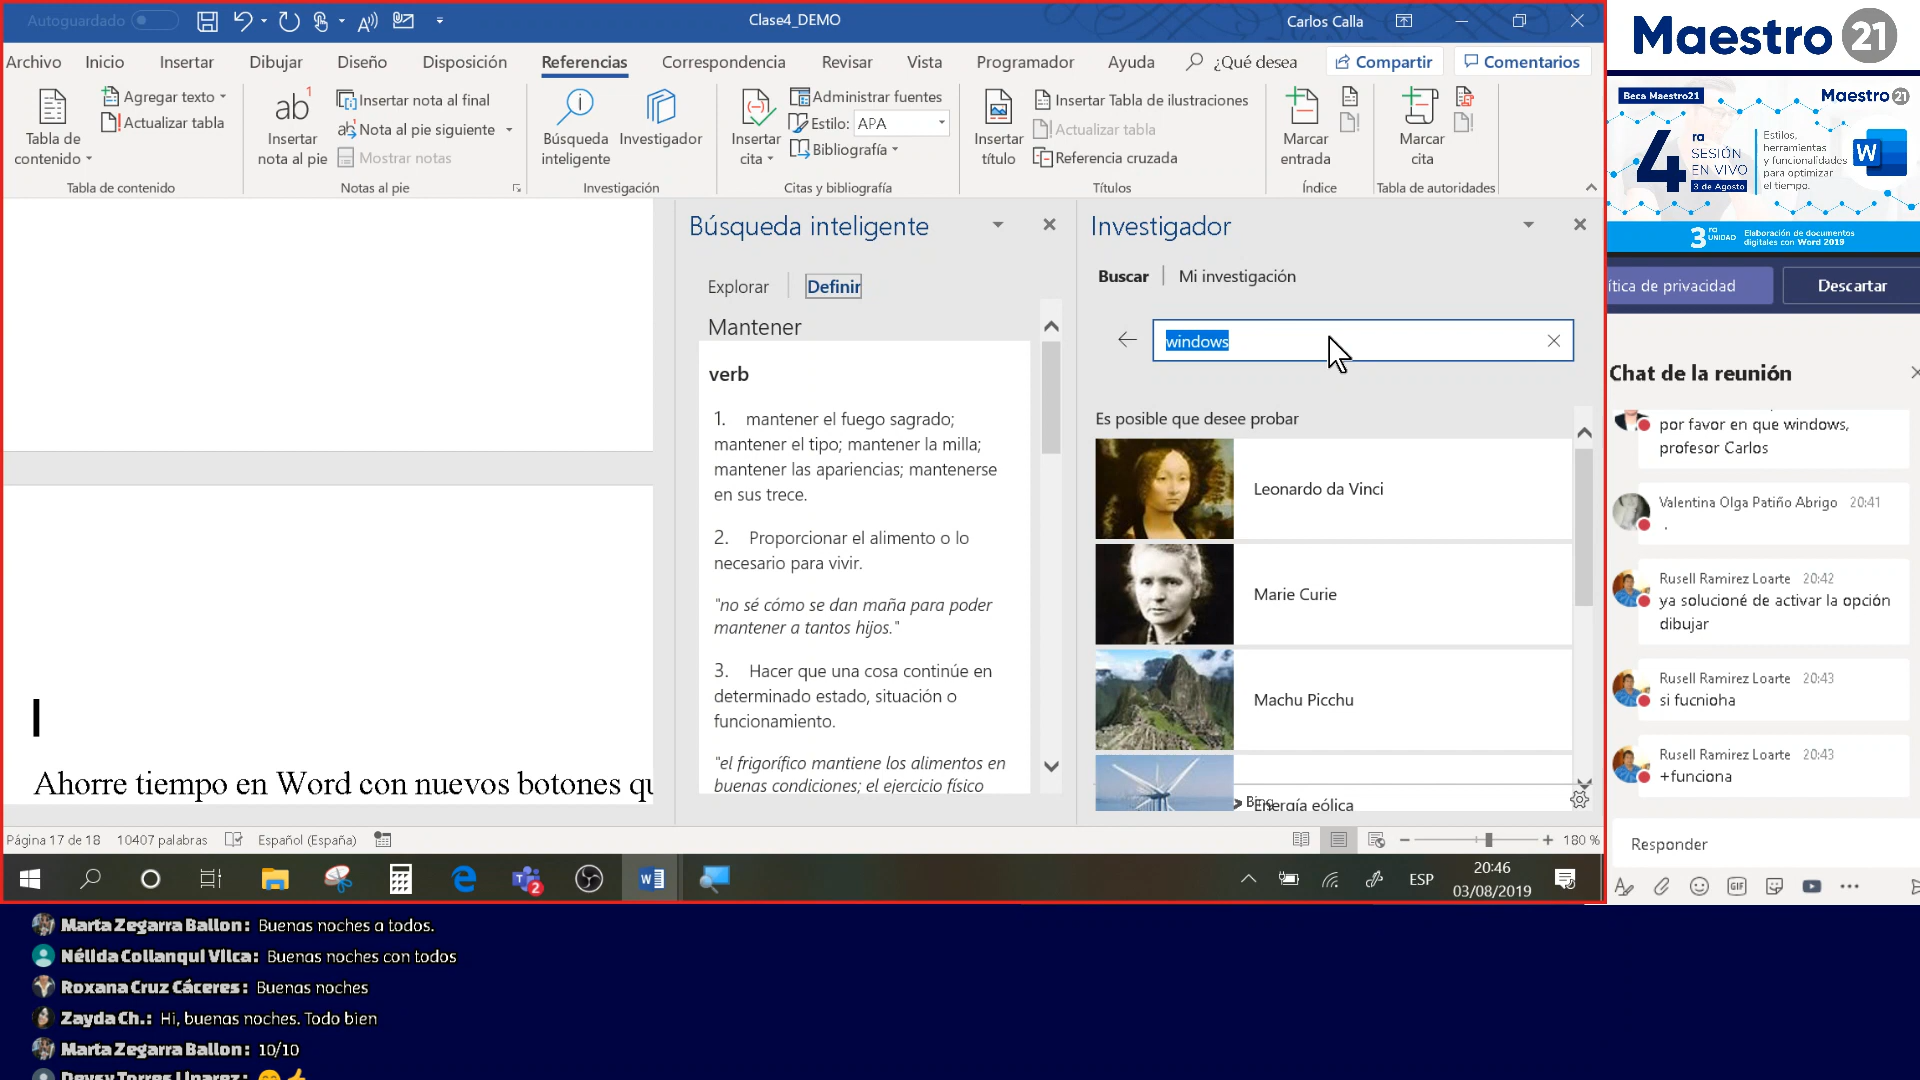 Autoguardado
Clase4_DEMO
Carlos Calla
Archivo Inicio Insertar Dibujar Diseño Disposición Referencias Correspondencia Revisar Vista Programador Ayuda ¿Qué desea Compartir Comentarios
Tabla de contenido
Agregar texto
Actualizar tabla
Tabla de contenido
ab1
Insertar nota al pie
Insertar nota al final
Nota al pie siguiente
Mostrar notas
Notas al pie
Búsqueda inteligente
Investigador
Investigación
Insertar cita
Administrar fuentes
Estilo: APA
Bibliografía
Citas y bibliografía
Insertar título
Insertar Tabla de ilustraciones
Actualizar tabla
Referencia cruzada
Títulos
Marcar entrada
Índice
Marcar cita
Tabla de autoridades
Ahorre tiempo en Word con nuevos botones qu
Búsqueda inteligente
Explorar
Definir
Mantener
verb
1. mantener el fuego sagrado;
mantener el tipo; mantener la milla;
mantener las apariencias; mantenerse
en sus trece.
2. Proporcionar el alimento o lo
necesario para vivir.
"no sé cómo se dan maña para poder
mantener a tantos hijos."
3. Hacer que una cosa continúe en
determinado estado, situación o
funcionamiento.
"el frigorífico mantiene los alimentos en
buenas condiciones; el ejercicio físico
Investigador
Buscar
Mi investigación
windows
Es posible que desee probar
Leonardo da Vinci
Marie Curie
Machu Picchu
Energía eólica
Bing
Página 17 de 18 10407 palabras Español (España)
180 %
2
ESP
20:46
03/08/2019
Maestro 21
Beca Maestro21
Maestro 21
4 ra
SESIÓN
EN VIVO
3 de Agosto
Estilos,
herramientas
y funcionalidades
para optimizar
el tiempo.
W
3 ra
UNIDAD
Elaboración de documentos
digitales con Word 2019
ítica de privacidad
Descartar
Chat de la reunión
por favor en que windows,
profesor Carlos
Valentina Olga Patiño Abrigo 20:41
.
Rusell Ramirez Loarte 20:42
ya solucioné de activar la opción
dibujar
Rusell Ramirez Loarte 20:43
si fucnioha
Rusell Ramirez Loarte 20:43
+funciona
Responder
GIF
Marta Zegarra Ballon: Buenas noches a todos.
Nélida Collanqui Vilca: Buenas noches con todos
Roxana Cruz Cáceres: Buenas noches
Zayda Ch.: Hi, buenas noches. Todo bien
Marta Zegarra Ballon: 10/10
Deysy Torres Linarez: